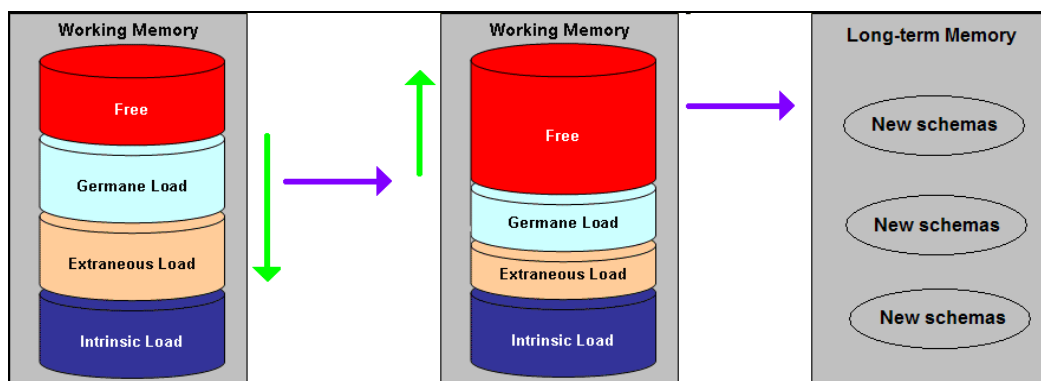 Working Memory
Free
Germane Load
Extraneous Load
Intrinsic Load
Working Memory
Free
Germane Load
Extraneous Load
Intrinsic Load
Long-term Memory
New schemas
New schemas
New schemas